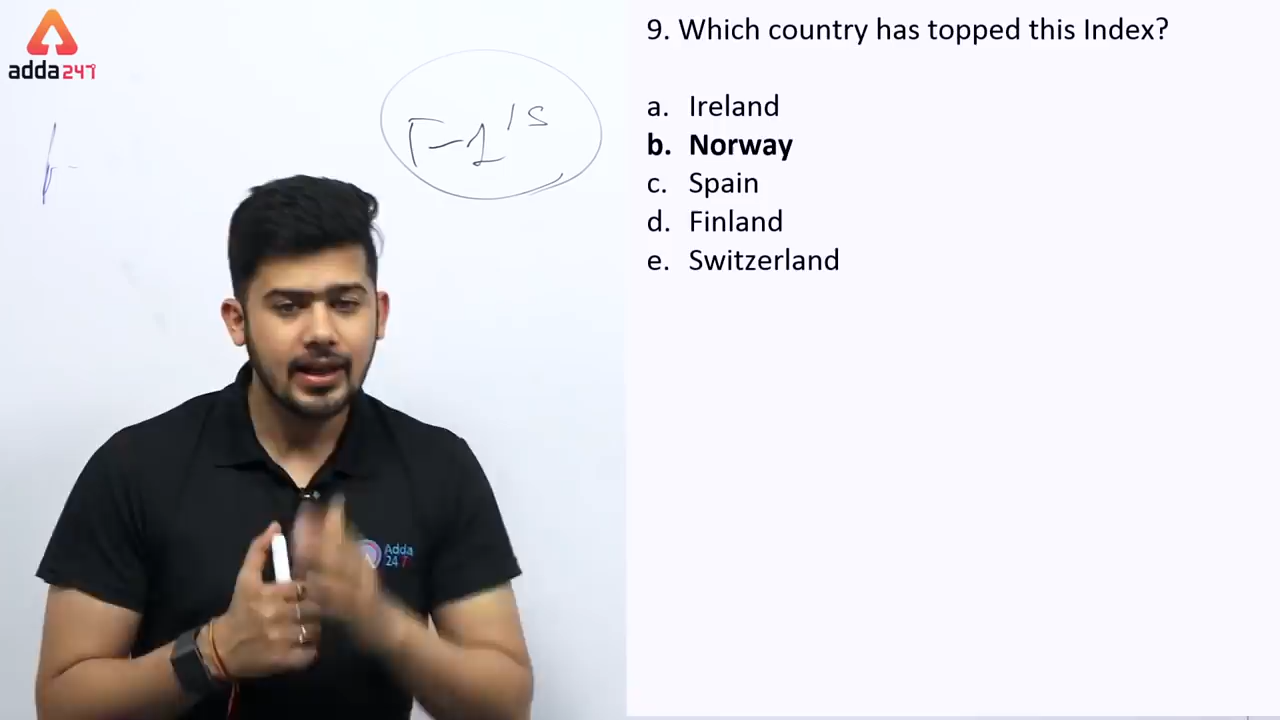 adda247
9. Which country has topped this Index?
a. Ireland
b. Norway
c. Spain
d. Finland
e. Switzerland
Adda
247